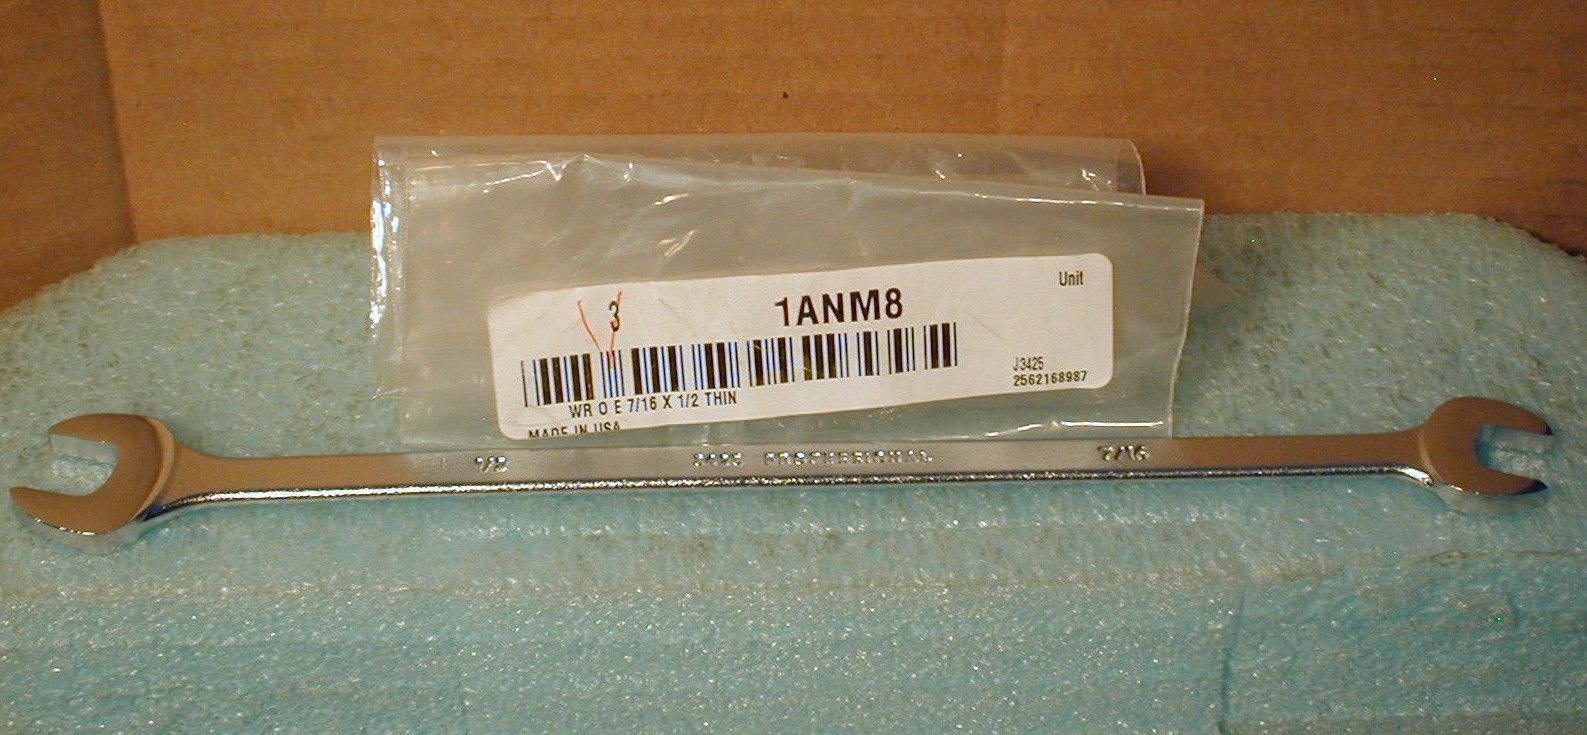 Unit
3 1ANM8
J3425
2562168987
WR O E 7/16 X 1/2 THIN
MADE IN USA
1/2 3425 PROFESSIONAL 7/16